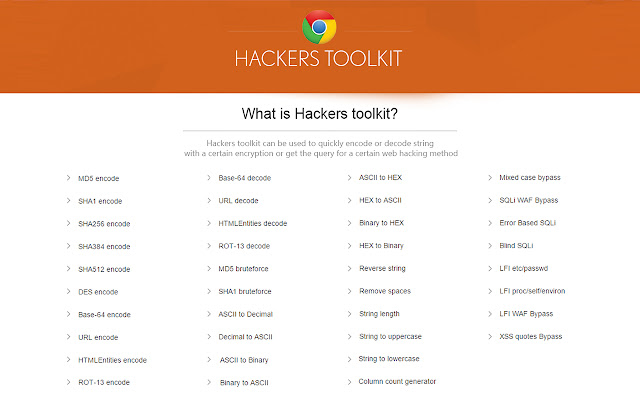 HACKERS TOOLKIT
What is Hackers toolkit?
Hackers toolkit can be used to quickly encode or decode string
with a certain encryption or get the query for a certain web hacking method
MD5 encode
SHA1 encode
SHA256 encode
SHA384 encode
SHA512 encode
DES encode
Base-64 encode
URL encode
HTMLEntities encode
ROT-13 encode
Base-64 decode
URL decode
HTMLEntities decode
ROT-13 decode
MD5 bruteforce
SHA1 bruteforce
ASCII to Decimal
Decimal to ASCII
ASCII to Binary
Binary to ASCII
ASCII to HEX
HEX to ASCII
Binary to HEX
HEX to Binary
Reverse string
Remove spaces
String length
String to uppercase
String to lowercase
Column count generator
Mixed case bypass
SQLi WAF Bypass
Error Based SQLi
Blind SQLi
LFI etc/passwd
LFI proc/self/environ
LFI WAF Bypass
XSS quotes Bypass